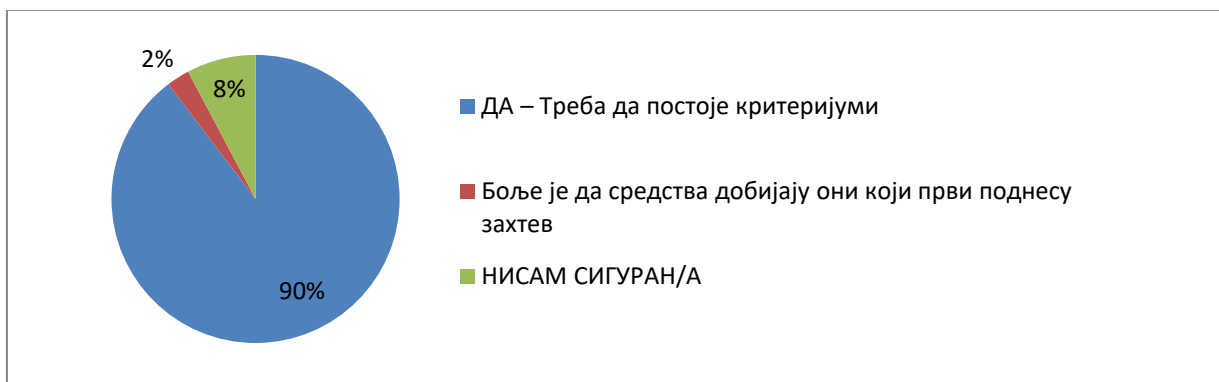 2%
8%
90%
ДА – Треба да постоје критеријуми
Боље је да средства добијају они који први поднесу
захтев
НИСАМ СИГУРАН/А